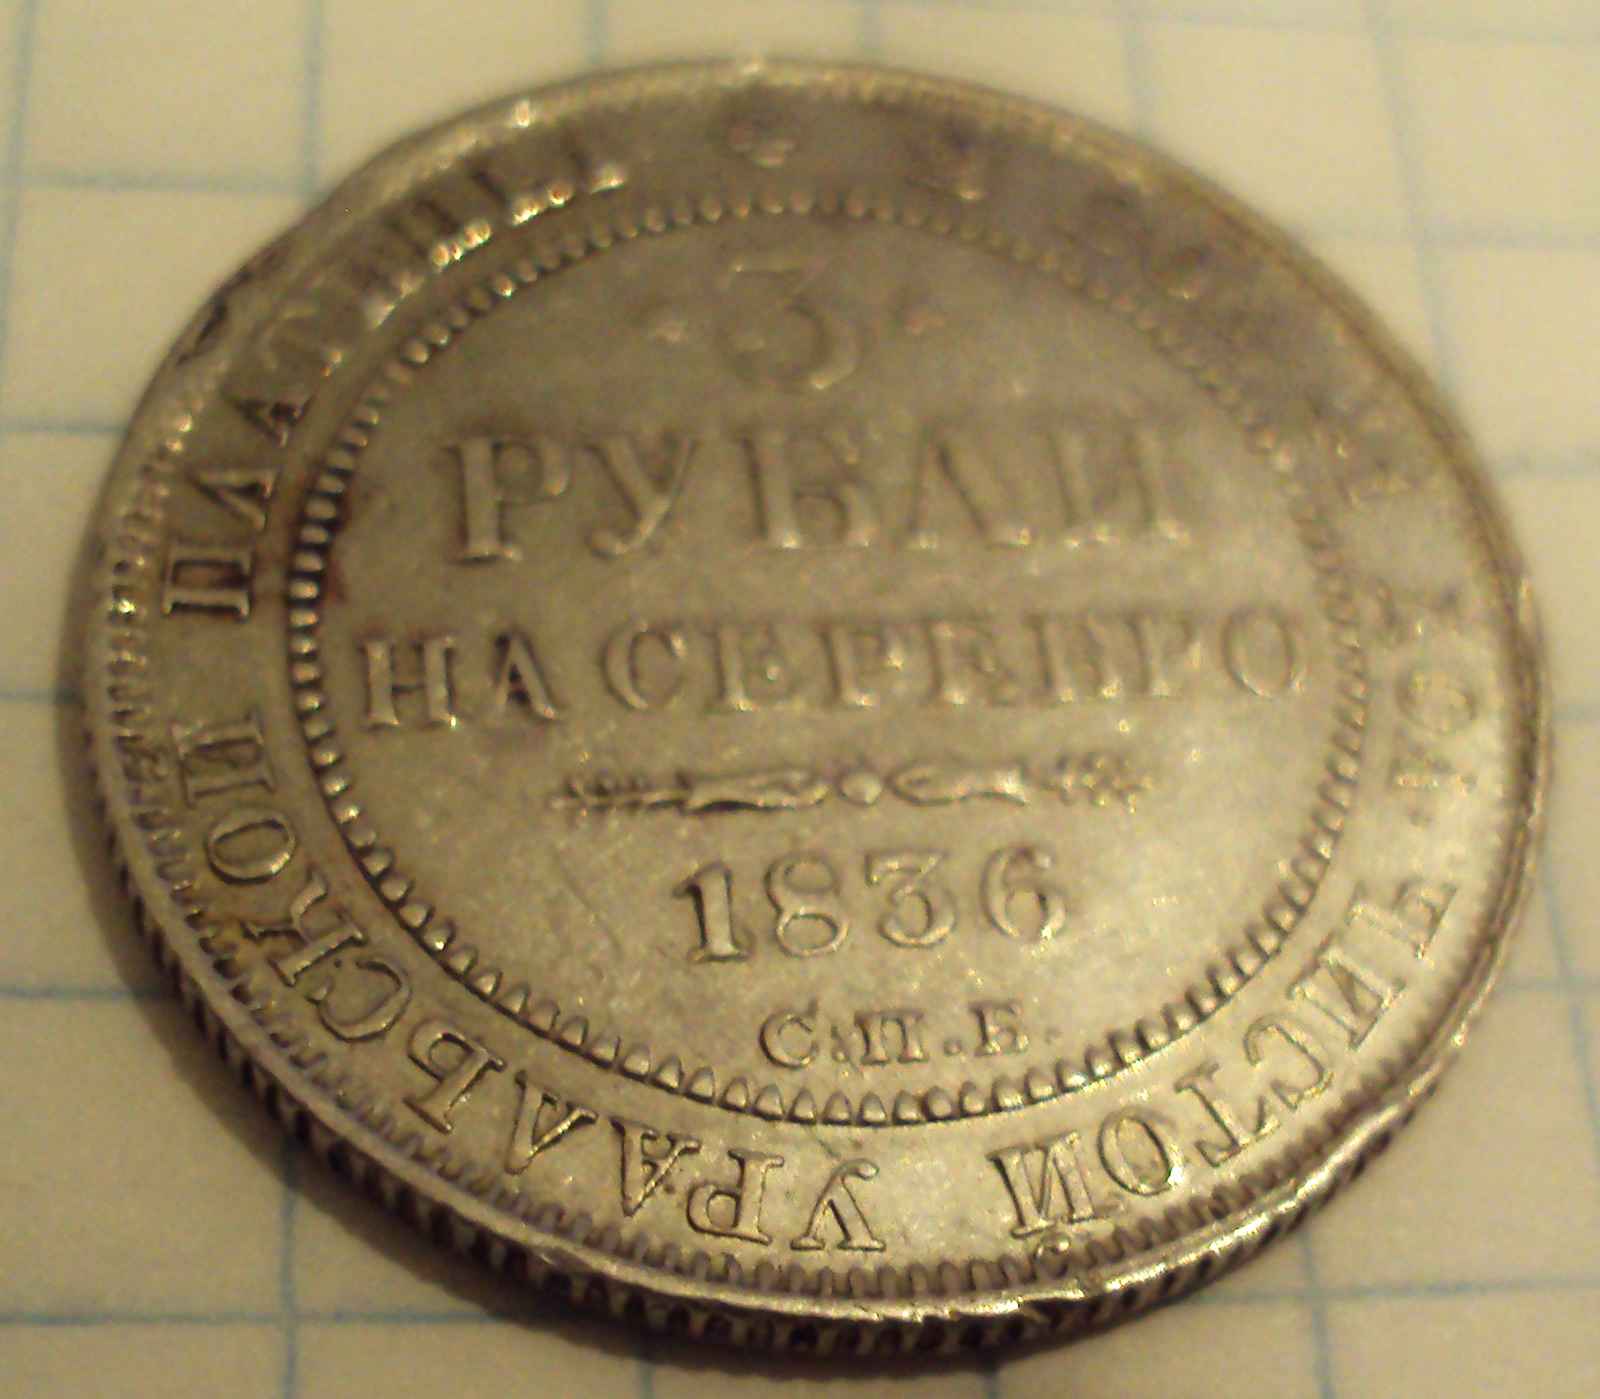 3
РУБЛИ
НА СЕРЕБРО
1836
С.П.Б.
ЧИСТОЙ УРАЛЬСКОЙ ПЛАТИНЫ.